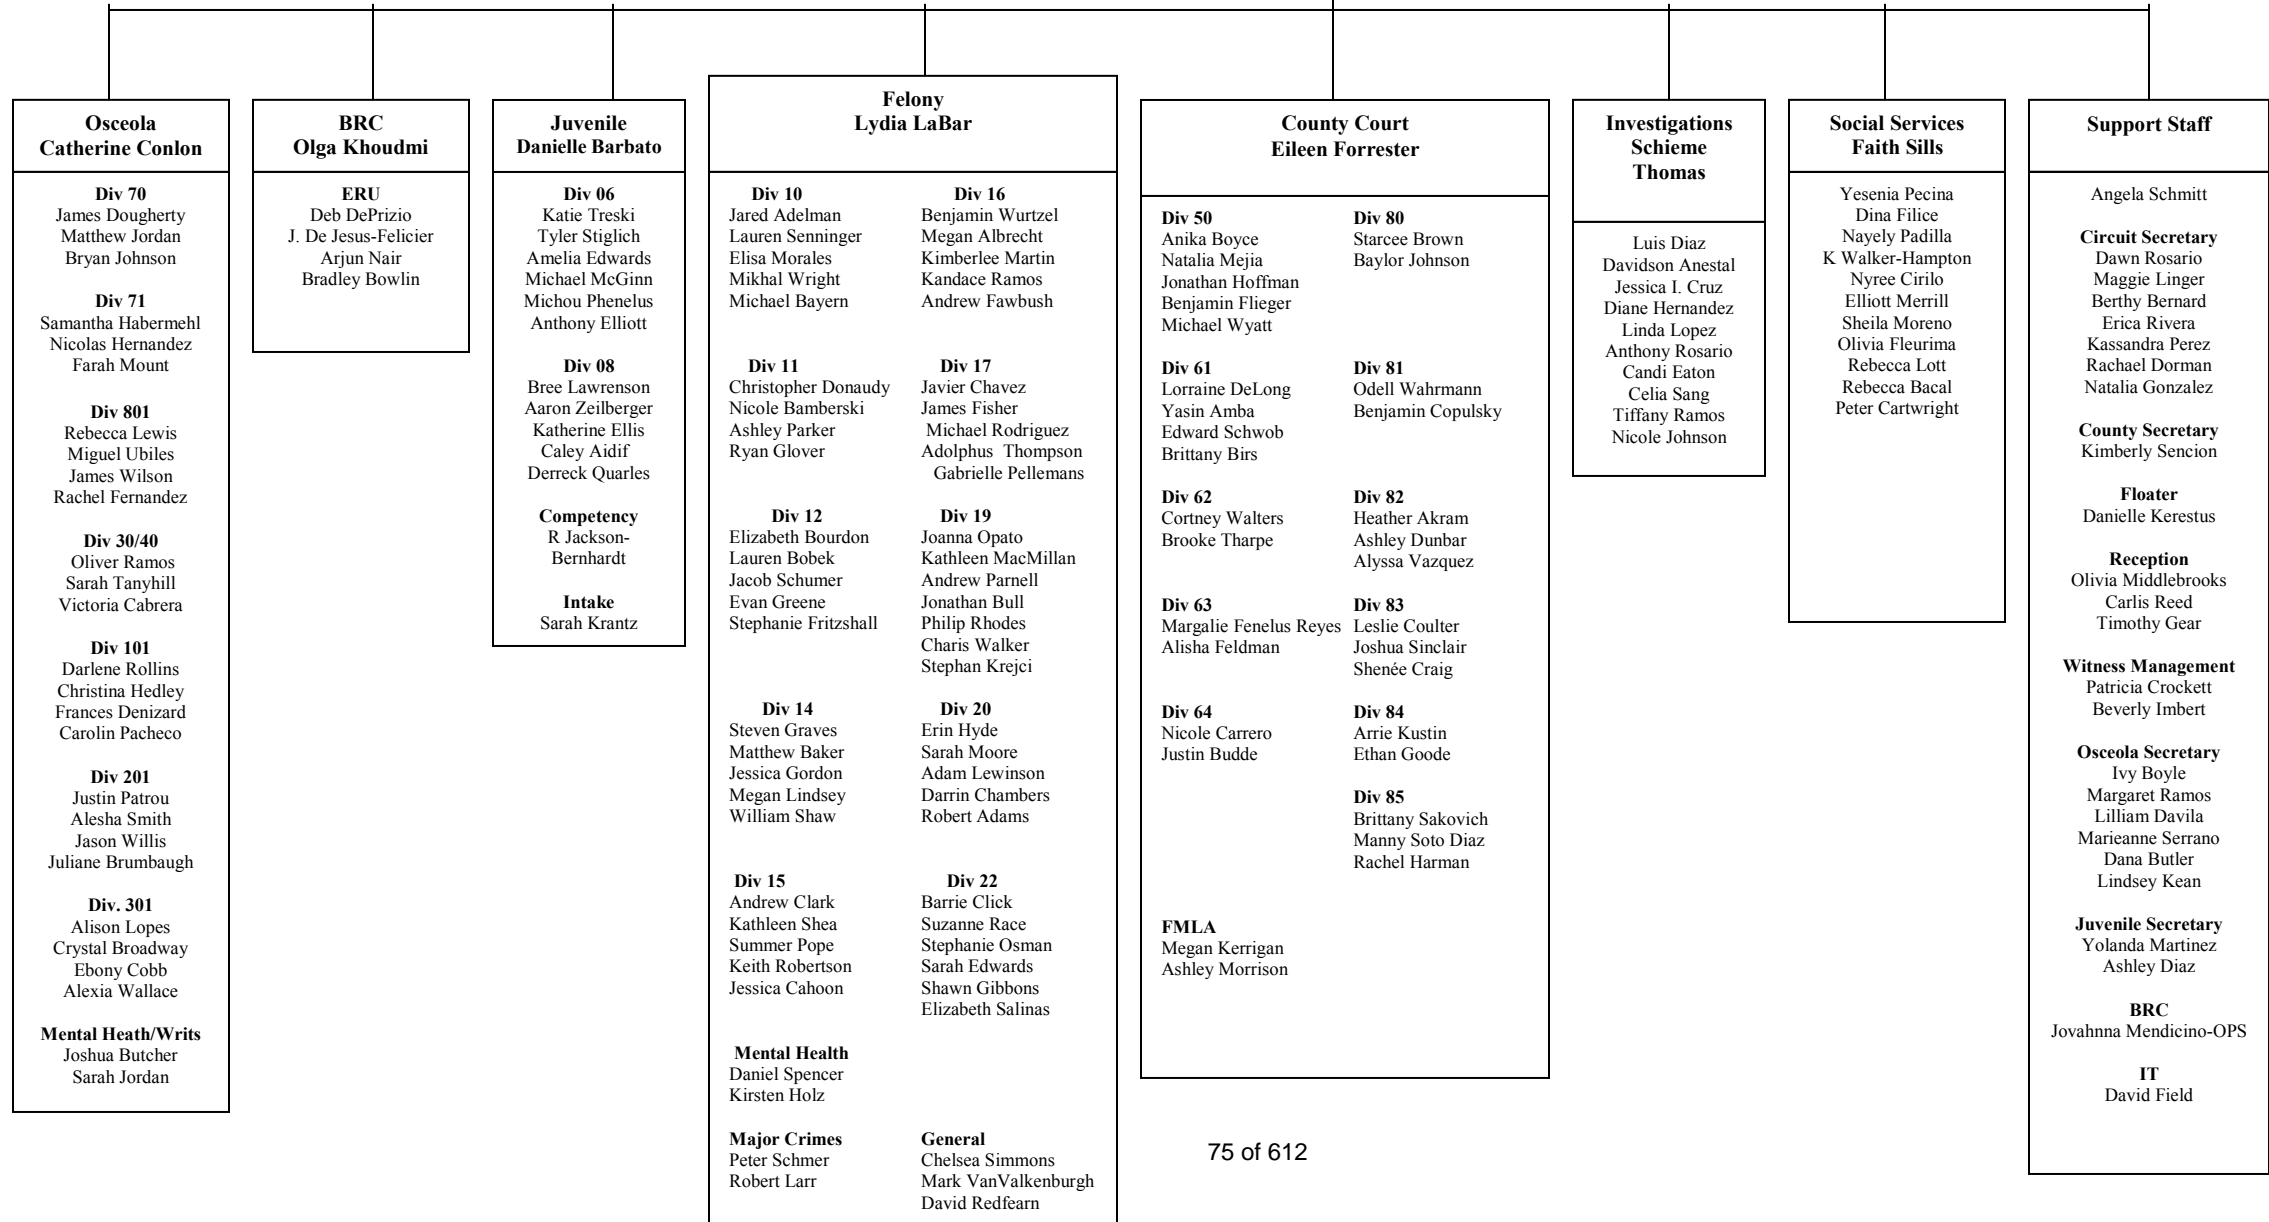 Osceola
Catherine Conlon
Div 70
James Dougherty
Matthew Jordan
Bryan Johnson
Div 71
Samantha Habermehl
Nicolas Hernandez
Farah Mount
Div 801
Rebecca Lewis
Miguel Ubiles
James Wilson
Rachel Fernandez
Div 30/40
Oliver Ramos
Sarah Tanyhill
Victoria Cabrera
Div 101
Darlene Rollins
Christina Hedley
Frances Denizard
Carolin Pacheco
Div 201
Justin Patrou
Alesha Smith
Jason Willis
Juliane Brumbaugh
Div. 301
Alison Lopes
Crystal Broadway
Ebony Cobb
Alexia Wallace
Mental Heath/Writs
Joshua Butcher
Sarah Jordan
BRC
Olga Khoudmi
ERU
Deb DePrizio
J. De Jesus-Felicier
Arjun Nair
Bradley Bowlin
Juvenile
Danielle Barbato
Div 06
Katie Treski
Tyler Stiglich
Amelia Edwards
Michael McGinn
Michou Phenelus
Anthony Elliott
Div 08
Bree Lawrenson
Aaron Zeilberger
Katherine Ellis
Caley Aidif
Derreck Quarles
Competency
R Jackson-
Bernhardt
Intake
Sarah Krantz
Felony
Lydia LaBar
Div 10
Jared Adelman
Lauren Senninger
Elisa Morales
Mikhal Wright
Michael Bayern
Div 16
Benjamin Wurtzel
Megan Albrecht
Kimberlee Martin
Kandace Ramos
Andrew Fawbush
Div 11
Christopher Donaudy
Nicole Bamberski
Ashley Parker
Ryan Glover
Div 17
Javier Chavez
James Fisher
Michael Rodriguez
Adolphus Thompson
Gabrielle Pellemans
Div 12
Elizabeth Bourdon
Lauren Bobek
Jacob Schumer
Evan Greene
Stephanie Fritzshall
Div 19
Joanna Opato
Kathleen MacMillan
Andrew Parnell
Jonathan Bull
Philip Rhodes
Charis Walker
Stephan Krejci
Div 14
Steven Graves
Matthew Baker
Jessica Gordon
Megan Lindsey
William Shaw
Div 20
Erin Hyde
Sarah Moore
Adam Lewinson
Darrin Chambers
Robert Adams
Div 15
Andrew Clark
Kathleen Shea
Summer Pope
Keith Robertson
Jessica Cahoon
Div 22
Barrie Click
Suzanne Race
Stephanie Osman
Sarah Edwards
Shawn Gibbons
Elizabeth Salinas
Mental Health
Daniel Spencer
Kirsten Holz
Major Crimes
Peter Schmer
Robert Larr
General
Chelsea Simmons
Mark VanValkenburgh
David Redfearn
County Court
Eileen Forrester
Div 50
Anika Boyce
Natalia Mejia
Jonathan Hoffman
Benjamin Flieger
Michael Wyatt
Div 80
Starcee Brown
Baylor Johnson
Div 61
Lorraine DeLong
Yasin Amba
Edward Schwob
Brittany Birs
Div 81
Odell Wahrmann
Benjamin Copulsky
Div 62
Cortney Walters
Brooke Tharpe
Div 82
Heather Akram
Ashley Dunbar
Alyssa Vazquez
Div 63
Margalie Fenelus Reyes
Alisha Feldman
Div 83
Leslie Coulter
Joshua Sinclair
Shenée Craig
Div 64
Nicole Carrero
Justin Budde
Div 84
Arrie Kustin
Ethan Goode
Div 85
Brittany Sakovich
Manny Soto Diaz
Rachel Harman
FMLA
Megan Kerrigan
Ashley Morrison
Investigations
Schieme
Thomas
Luis Diaz
Davidson Anestal
Jessica I. Cruz
Diane Hernandez
Linda Lopez
Anthony Rosario
Candi Eaton
Celia Sang
Tiffany Ramos
Nicole Johnson
Social Services
Faith Sills
Yesenia Pecina
Dina Filice
Nayely Padilla
K Walker-Hampton
Nyree Cirilo
Elliott Merrill
Sheila Moreno
Olivia Fleurima
Rebecca Lott
Rebecca Bacal
Peter Cartwright
Support Staff
Angela Schmitt
Circuit Secretary
Dawn Rosario
Maggie Linger
Berthy Bernard
Erica Rivera
Kassandra Perez
Rachael Dorman
Natalia Gonzalez
County Secretary
Kimberly Sencion
Floater
Danielle Kerestus
Reception
Olivia Middlebrooks
Carlis Reed
Timothy Gear
Witness Management
Patricia Crockett
Beverly Imbert
Osceola Secretary
Ivy Boyle
Margaret Ramos
Lilliam Davila
Marieanne Serrano
Dana Butler
Lindsey Kean
Juvenile Secretary
Yolanda Martinez
Ashley Diaz
BRC
Jovahnna Mendicino-OPS
IT
David Field
75 of 612